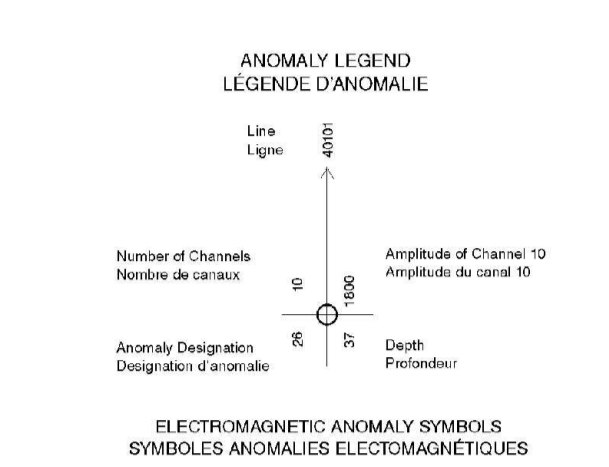 ANOMALY LEGEND
LÉGENDE D'ANOMALIE
Line
Ligne
40101
Number of Channels
Nombre de canaux
10
1800
Amplitude of Channel 10
Amplitude du canal 10
Anomaly Designation
Designation d'anomalie
26
37
Depth
Profondeur
ELECTROMAGNETIC ANOMALY SYMBOLS
SYMBOLES ANOMALIES ELECTOMAGNÉTIQUES